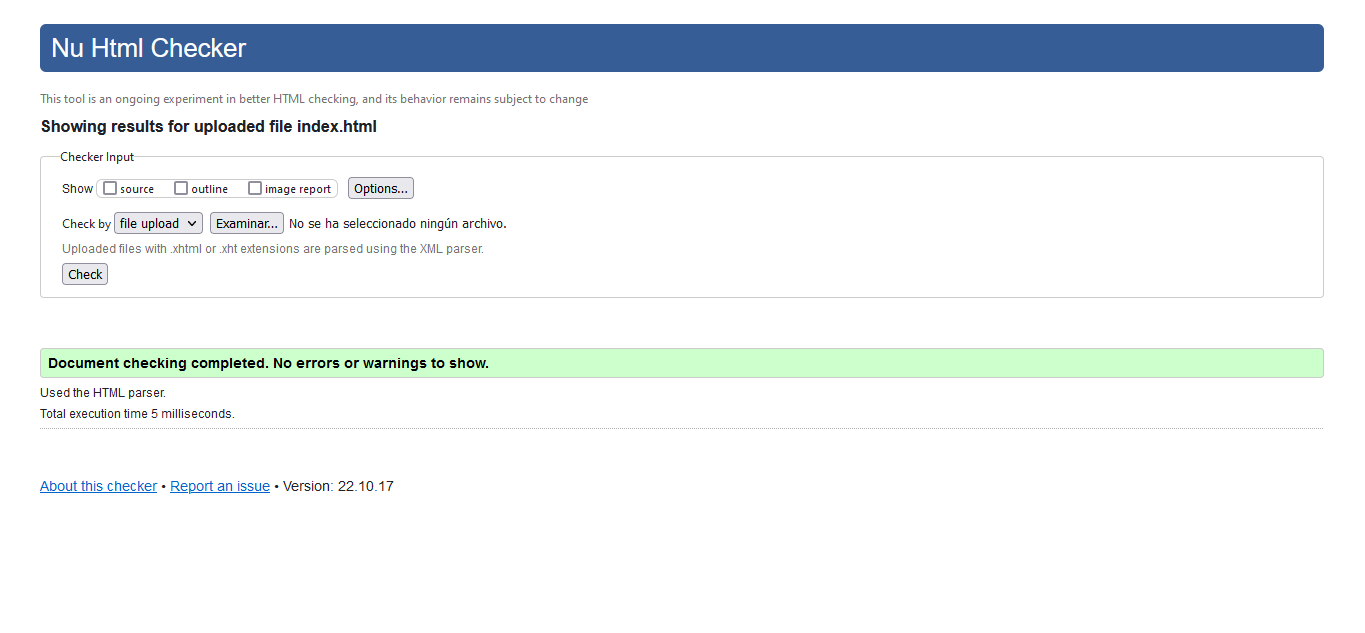 Nu Html Checker
This tool is an ongoing experiment in better HTML checking, and its behavior remains subject to change
Showing results for uploaded file index.html
Checker Input
Show source outline image report Options...
Check by file upload Examinar... No se ha seleccionado ningún archivo.
Uploaded files with .xhtml or .xht extensions are parsed using the XML parser.
Check
Document checking completed. No errors or warnings to show.
Used the HTML parser.
Total execution time 5 milliseconds.
About this checker • Report an issue • Version: 22.10.17